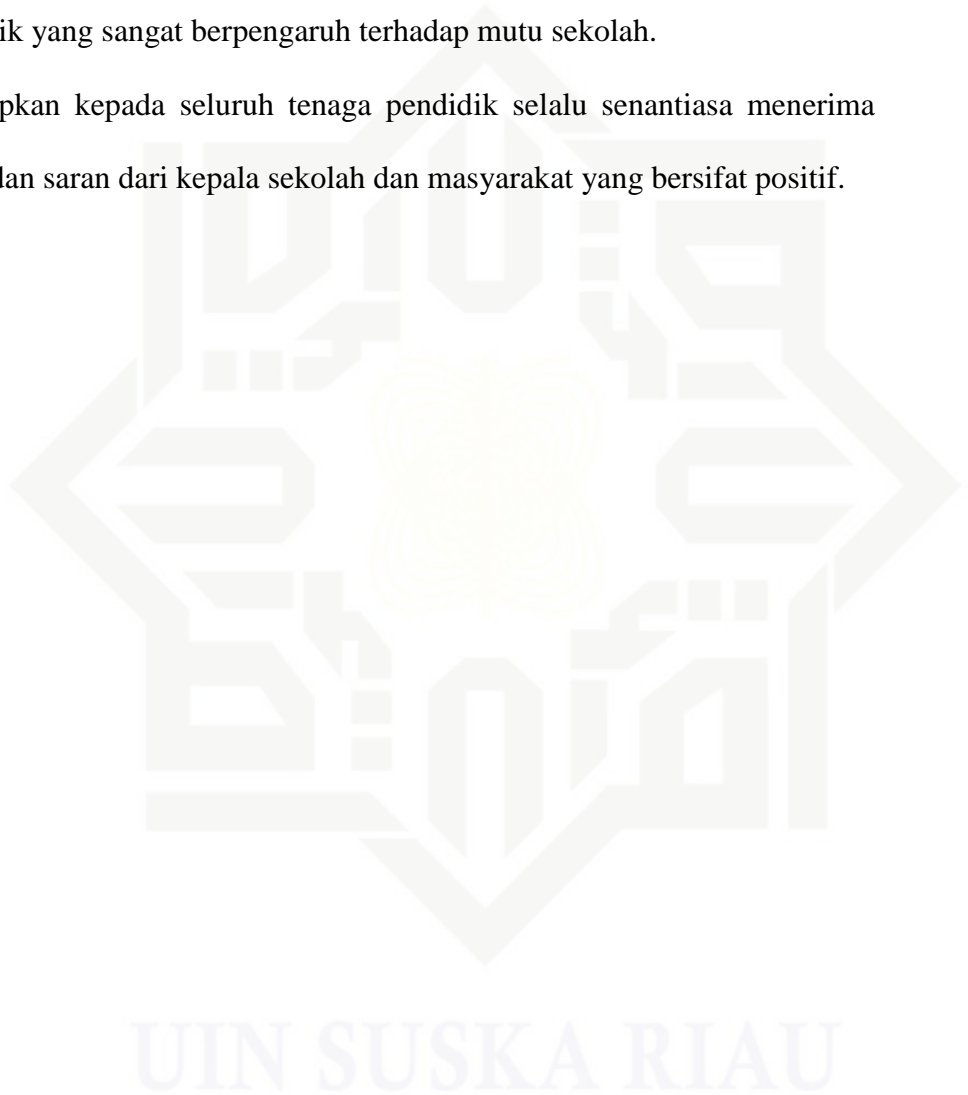 ik yang sangat berpengaruh terhadap mutu sekolah.
pkan kepada seluruh tenaga pendidik selalu senantiasa menerima
dan saran dari kepala sekolah dan masyarakat yang bersifat positif.
UIN SUSKA RIAU